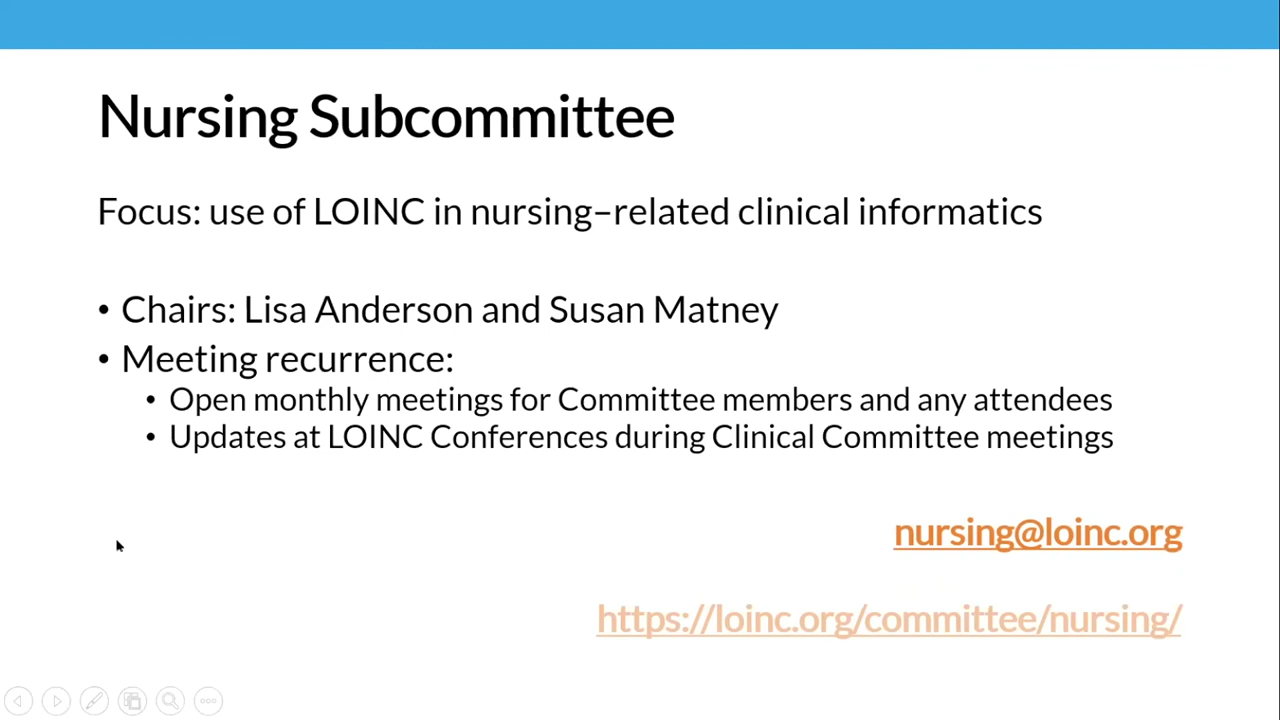 Nursing Subcommittee
Focus: use of LOINC in nursing–related clinical informatics
• Chairs: Lisa Anderson and Susan Matney
• Meeting recurrence:
• Open monthly meetings for Committee members and any attendees
• Updates at LOINC Conferences during Clinical Committee meetings
nursing@loinc.org
https://loinc.org/committee/nursing/